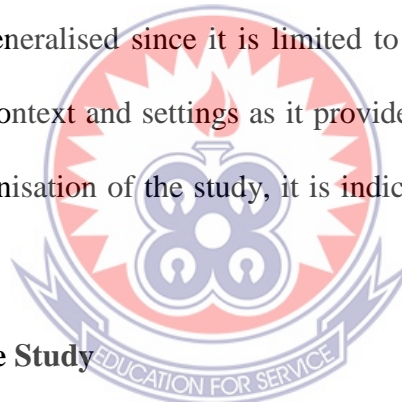 eneralised since it is limited to
ontext and settings as it provide
nisation of the study, it is indic
e Study
EDUCATION FOR SERVICE